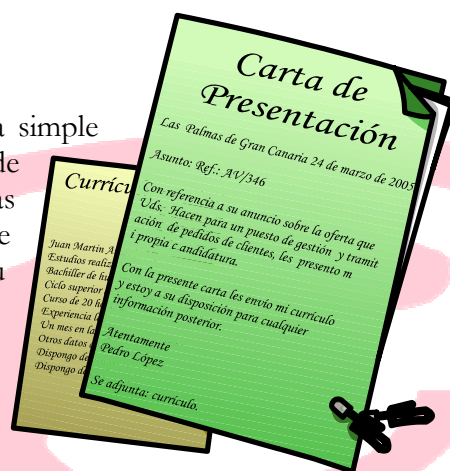 a simple
de
as
e
u
Carta de
Presentación
Las Palmas de Gran Canaria 24 de marzo de 2005
Asunto: Ref.: AV/346
Con referencia a su anuncio sobre la oferta que
Uds. Hacen para un puesto de gestión y tramit
ación de pedidos de clientes, les presento m
i propia c andidatura.
Con la presente carta les envío mi currículo
y estoy a su disposición para cualquier
información posterior.
Atentamente
Pedro López
Se adjunta: currículo.
Currícu
Juan Martín A
Estudios realiz
Bachiller de hu
Ciclo superior
Curso de 20 h
Experiencia l
Un mes en la
Otros datos
Dispongo de
Dispongo d